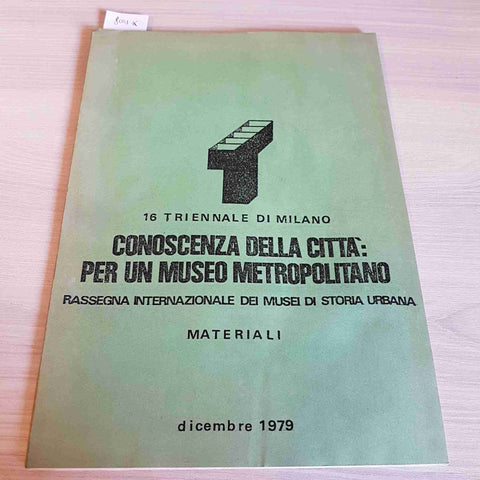 16 TRIENNALE DI MILANO
CONOSCENZA DELLA CITTA':
PER UN MUSEO METROPOLITANO
RASSEGNA INTERNAZIONALE DEI MUSEI DI STORIA URBANA
MATERIALI
dicembre 1979